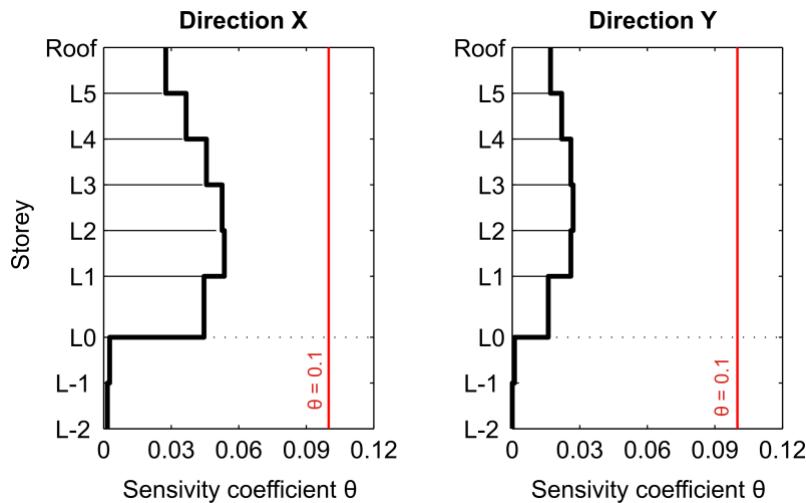 Direction X
Direction Y
Storey
Roof
L5
L4
L3
L2
L1
L0
L-1
L-2
θ = 0.1
0 0.03 0.06 0.09 0.12
Sensivity coefficient θ
Roof
L5
L4
L3
L2
L1
L0
L-1
L-2
θ = 0.1
0 0.03 0.06 0.09 0.12
Sensivity coefficient θ